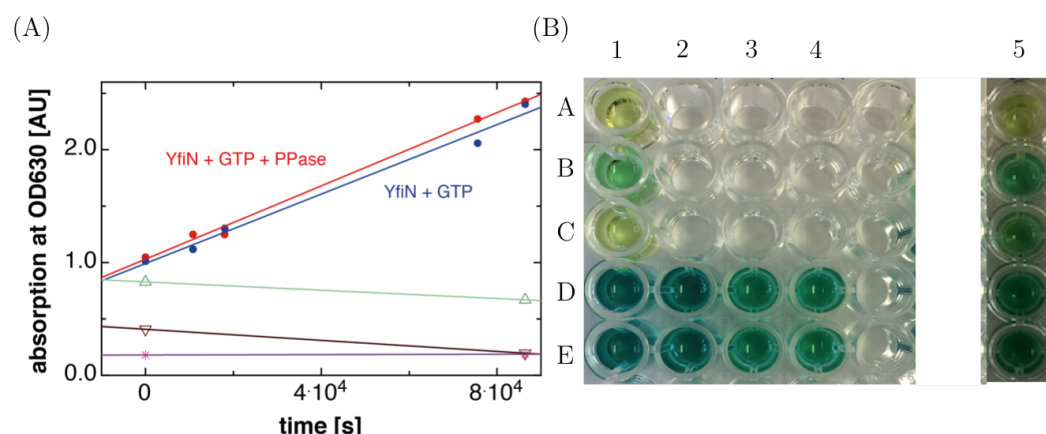 (A)
absorption at OD630 [AU]
2.0
1.0
0.0
YfiN + GTP + PPase
YfiN + GTP
0
4·10⁴
8·10⁴
time [s]
(B)
1 2 3 4 5
A
B
C
D
E